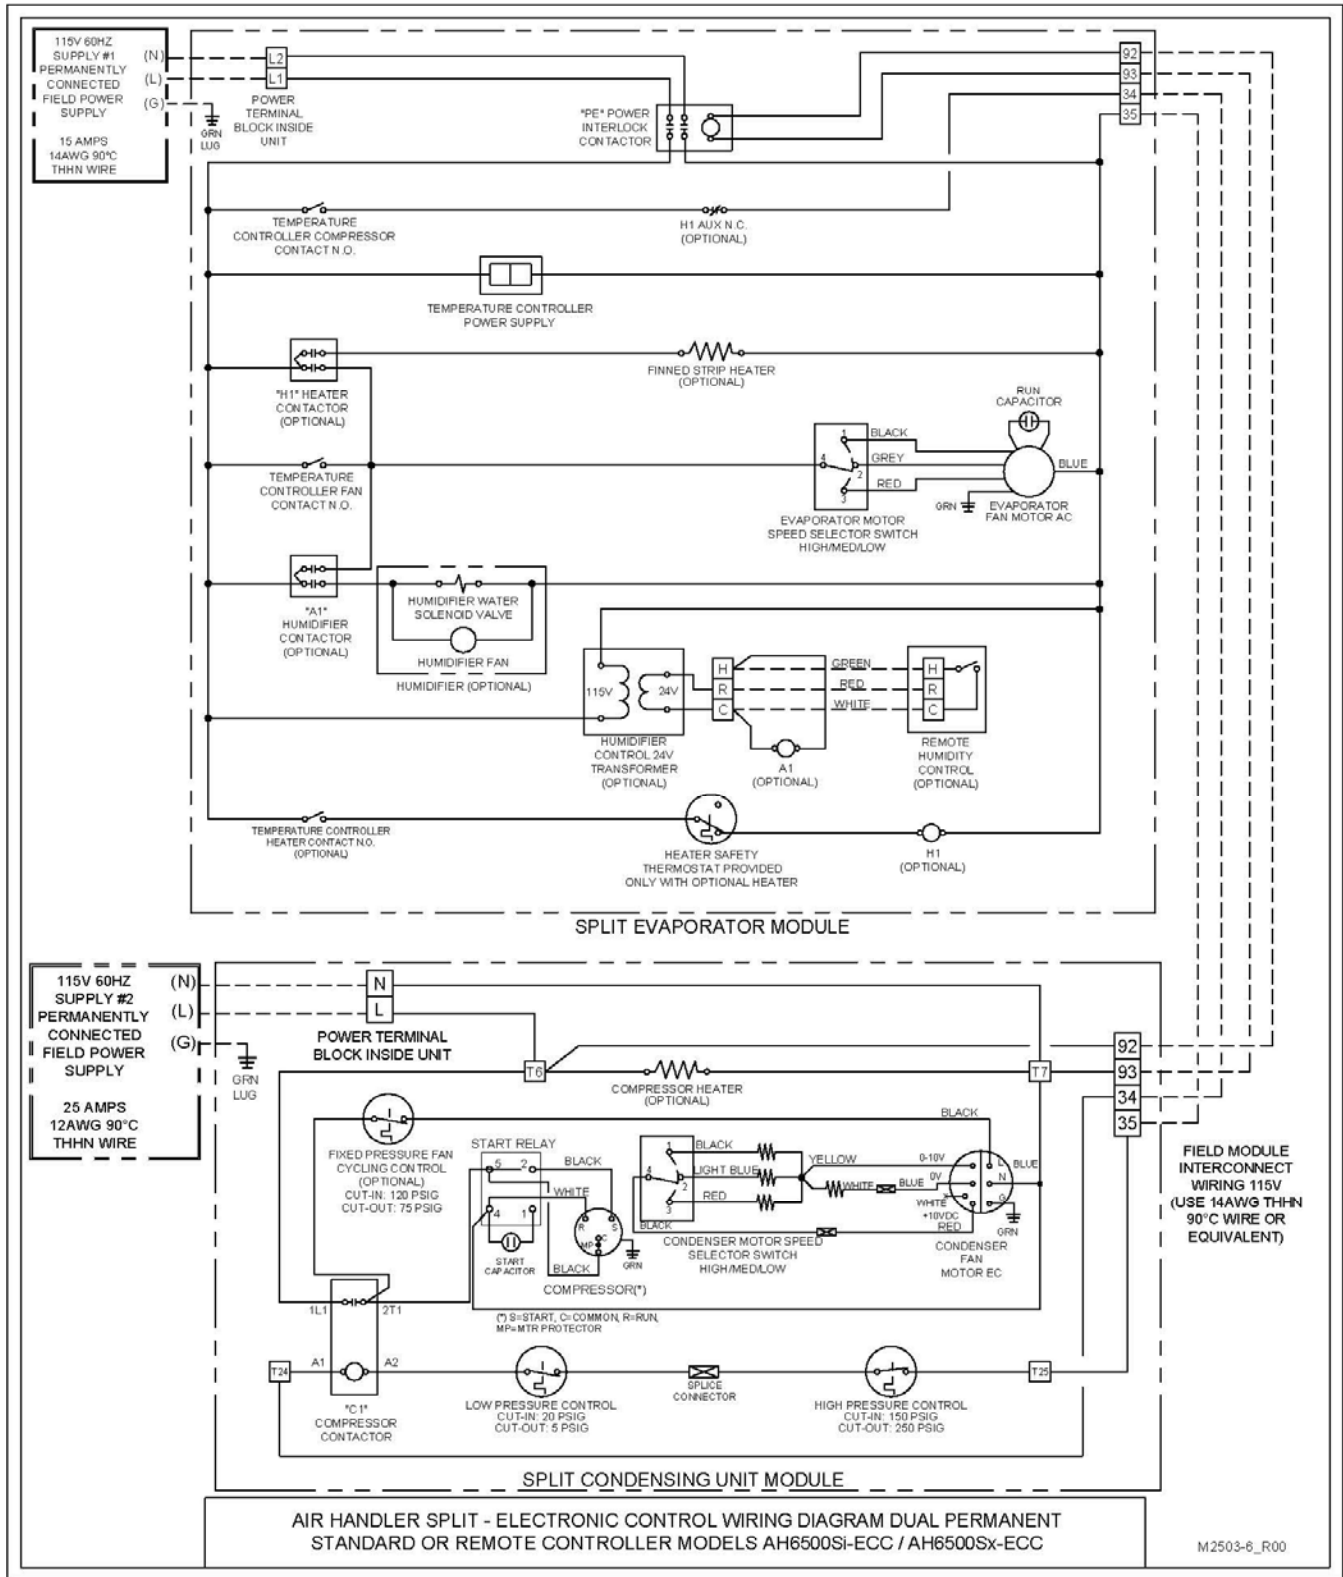 115V 60HZ
SUPPLY #1
PERMANENTLY
CONNECTED
FIELD POWER
SUPPLY
15 AMPS
14AWG 90°C
THHN WIRE
(N)
(L)
(G)
GRN
LUG
L2
L1
POWER
TERMINAL
BLOCK INSIDE
UNIT
"PE" POWER
INTERLOCK
CONTACTOR
92
93
34
35
TEMPERATURE
CONTROLLER COMPRESSOR
CONTACT N.O.
H1 AUX N.C.
(OPTIONAL)
TEMPERATURE CONTROLLER
POWER SUPPLY
"H1" HEATER
CONTACTOR
(OPTIONAL)
FINNED STRIP HEATER
(OPTIONAL)
RUN
CAPACITOR
TEMPERATURE
CONTROLLER FAN
CONTACT N.O.
1
4
2
3
BLACK
GREY
RED
BLUE
GRN
EVAPORATOR MOTOR
SPEED SELECTOR SWITCH
HIGH/MED/LOW
EVAPORATOR
FAN MOTOR AC
"A1"
HUMIDIFIER
CONTACTOR
(OPTIONAL)
HUMIDIFIER WATER
SOLENOID VALVE
HUMIDIFIER FAN
HUMIDIFIER (OPTIONAL)
115V
24V
HUMIDIFIER
CONTROL 24V
TRANSFORMER
(OPTIONAL)
H
R
C
GREEN
RED
WHITE
A1
(OPTIONAL)
H
R
C
REMOTE
HUMIDITY
CONTROL
(OPTIONAL)
TEMPERATURE CONTROLLER
HEATER CONTACT N.O.
(OPTIONAL)
HEATER SAFETY
THERMOSTAT PROVIDED
ONLY WITH OPTIONAL HEATER
H1
(OPTIONAL)
SPLIT EVAPORATOR MODULE
115V 60HZ
SUPPLY #2
PERMANENTLY
CONNECTED
FIELD POWER
SUPPLY
25 AMPS
12AWG 90°C
THHN WIRE
(N)
(L)
(G)
GRN
LUG
N
L
POWER TERMINAL
BLOCK INSIDE UNIT
T6
COMPRESSOR HEATER
(OPTIONAL)
T7
92
93
34
35
FIXED PRESSURE FAN
CYCLING CONTROL
(OPTIONAL)
CUT-IN: 120 PSIG
CUT-OUT: 75 PSIG
START RELAY
5
2
4
1
START
CAPACITOR
BLACK
WHITE
BLACK
R
S
C
MP
GRN
COMPRESSOR(*)
(*) S=START, C=COMMON, R=RUN,
MP=MTR PROTECTOR
1
4
2
3
BLACK
LIGHT BLUE
RED
BLACK
CONDENSER MOTOR SPEED
SELECTOR SWITCH
HIGH/MED/LOW
YELLOW
WHITE
BLUE
BLACK
0-10V
0V
WHITE
+10VDC
RED
L
N
G
BLUE
GRN
CONDENSER
FAN
MOTOR EC
FIELD MODULE
INTERCONNECT
WIRING 115V
(USE 14AWG THHN
90°C WIRE OR
EQUIVALENT)
1L1
2T1
T24
A1
A2
"C1"
COMPRESSOR
CONTACTOR
LOW PRESSURE CONTROL
CUT-IN: 20 PSIG
CUT-OUT: 5 PSIG
SPLICE
CONNECTOR
HIGH PRESSURE CONTROL
CUT-IN: 150 PSIG
CUT-OUT: 250 PSIG
T25
SPLIT CONDENSING UNIT MODULE
AIR HANDLER SPLIT - ELECTRONIC CONTROL WIRING DIAGRAM DUAL PERMANENT
STANDARD OR REMOTE CONTROLLER MODELS AH6500Si-ECC / AH6500Sx-ECC
M2503-6_R00